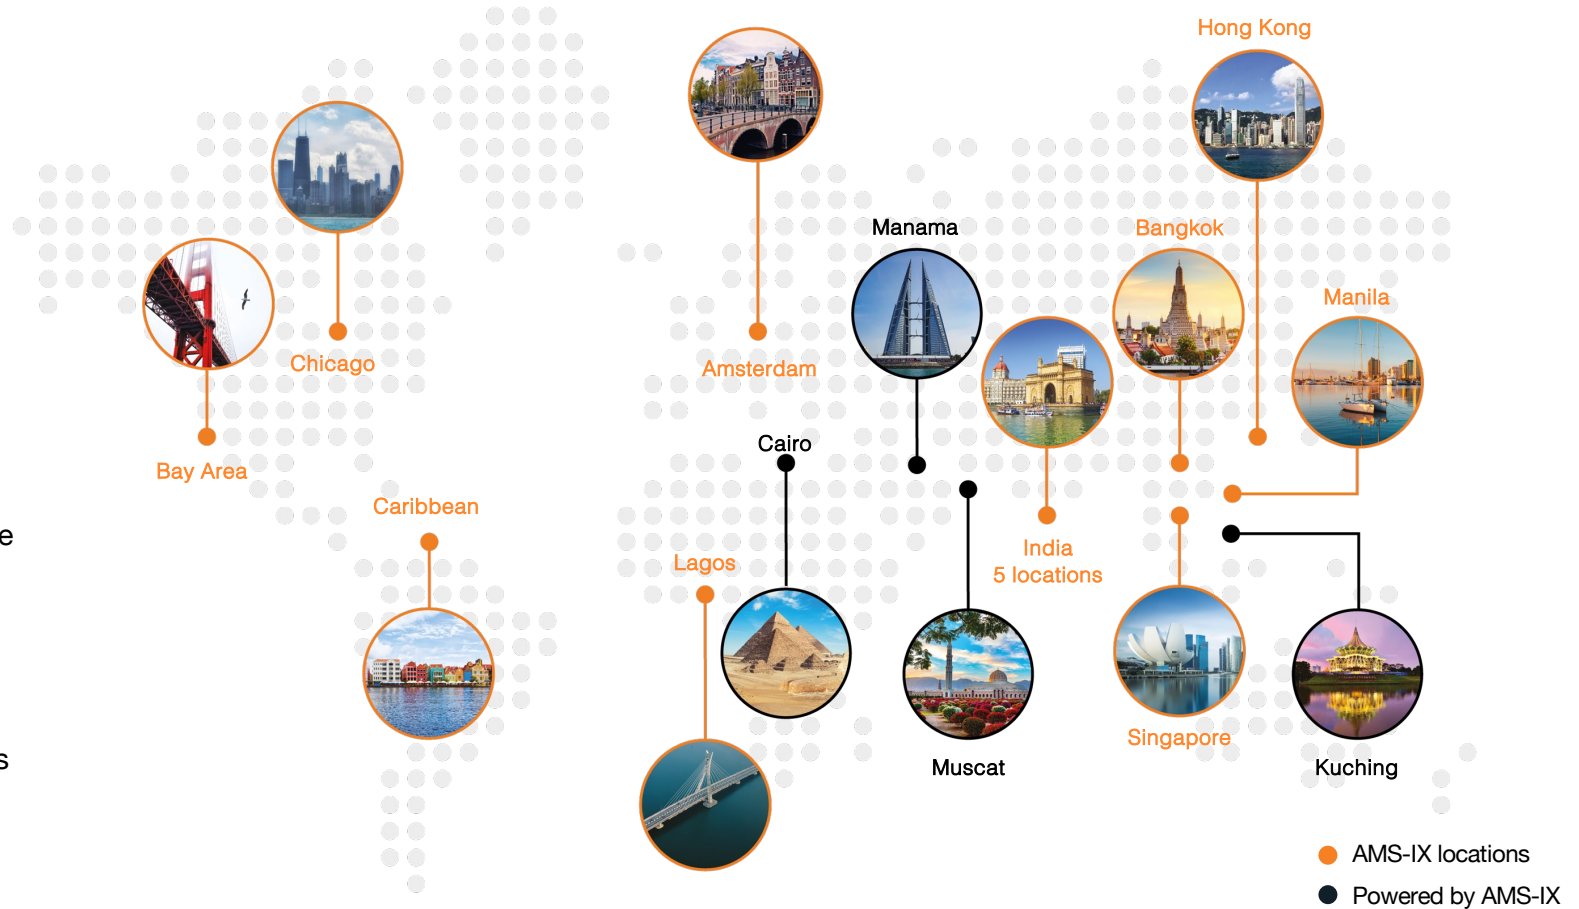 Hong Kong
Manama
Bangkok
Manila
Chicago
Amsterdam
Cairo
Bay Area
Caribbean
e
India
5 locations
Lagos
Singapore
s
Muscat
Kuching
AMS-IX locations
Powered by AMS-IX